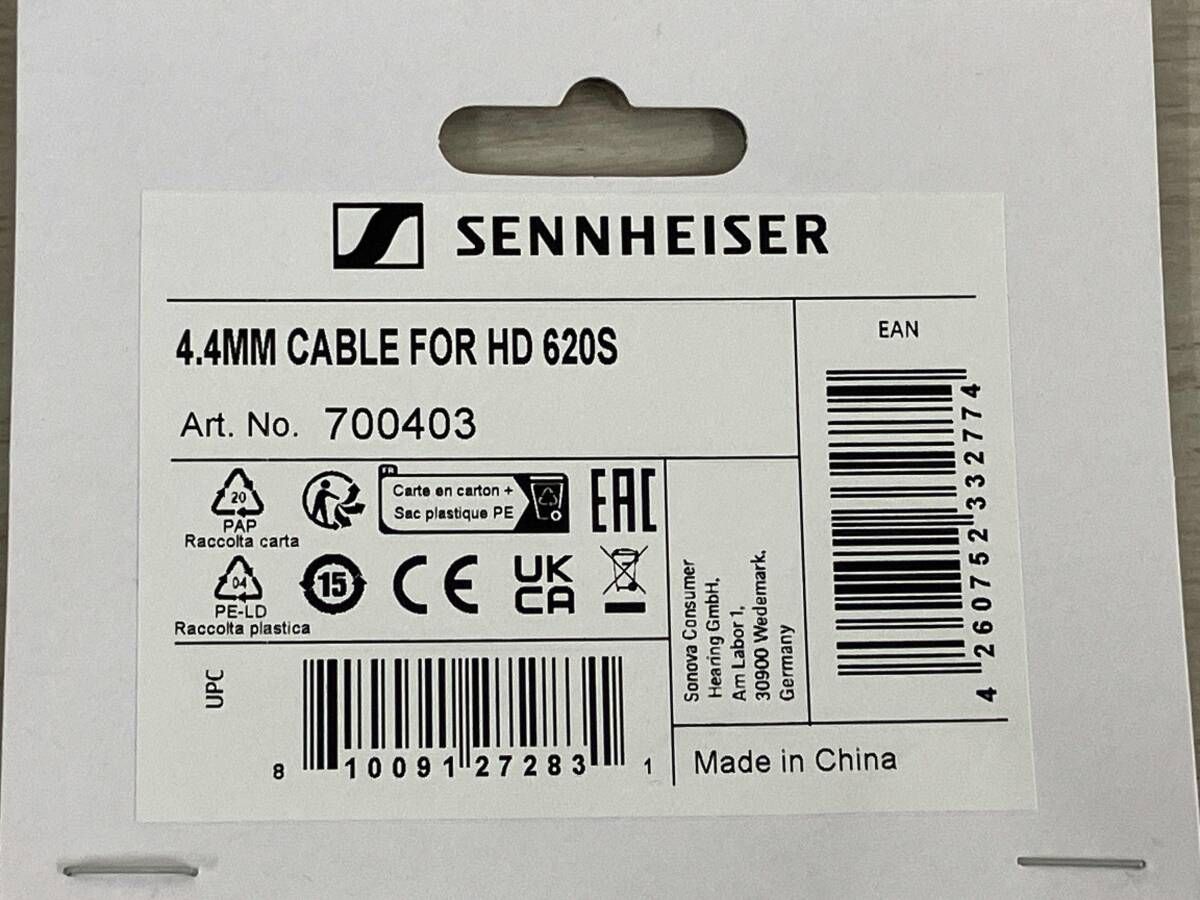 SENNHEISER
4.4MM CABLE FOR HD 620S
Art. No. 700403
EAN
4 260752 332774
20
PAP
Raccolta carta
FR
Carte en carton +
Sac plastique PE
EAC
04
PE-LD
Raccolta plastica
15
CE
UK
CA
Sonova Consumer
Hearing GmbH,
Am Labor 1,
30900 Wedemark,
Germany
UPC
8 10091 27283 1
Made in China